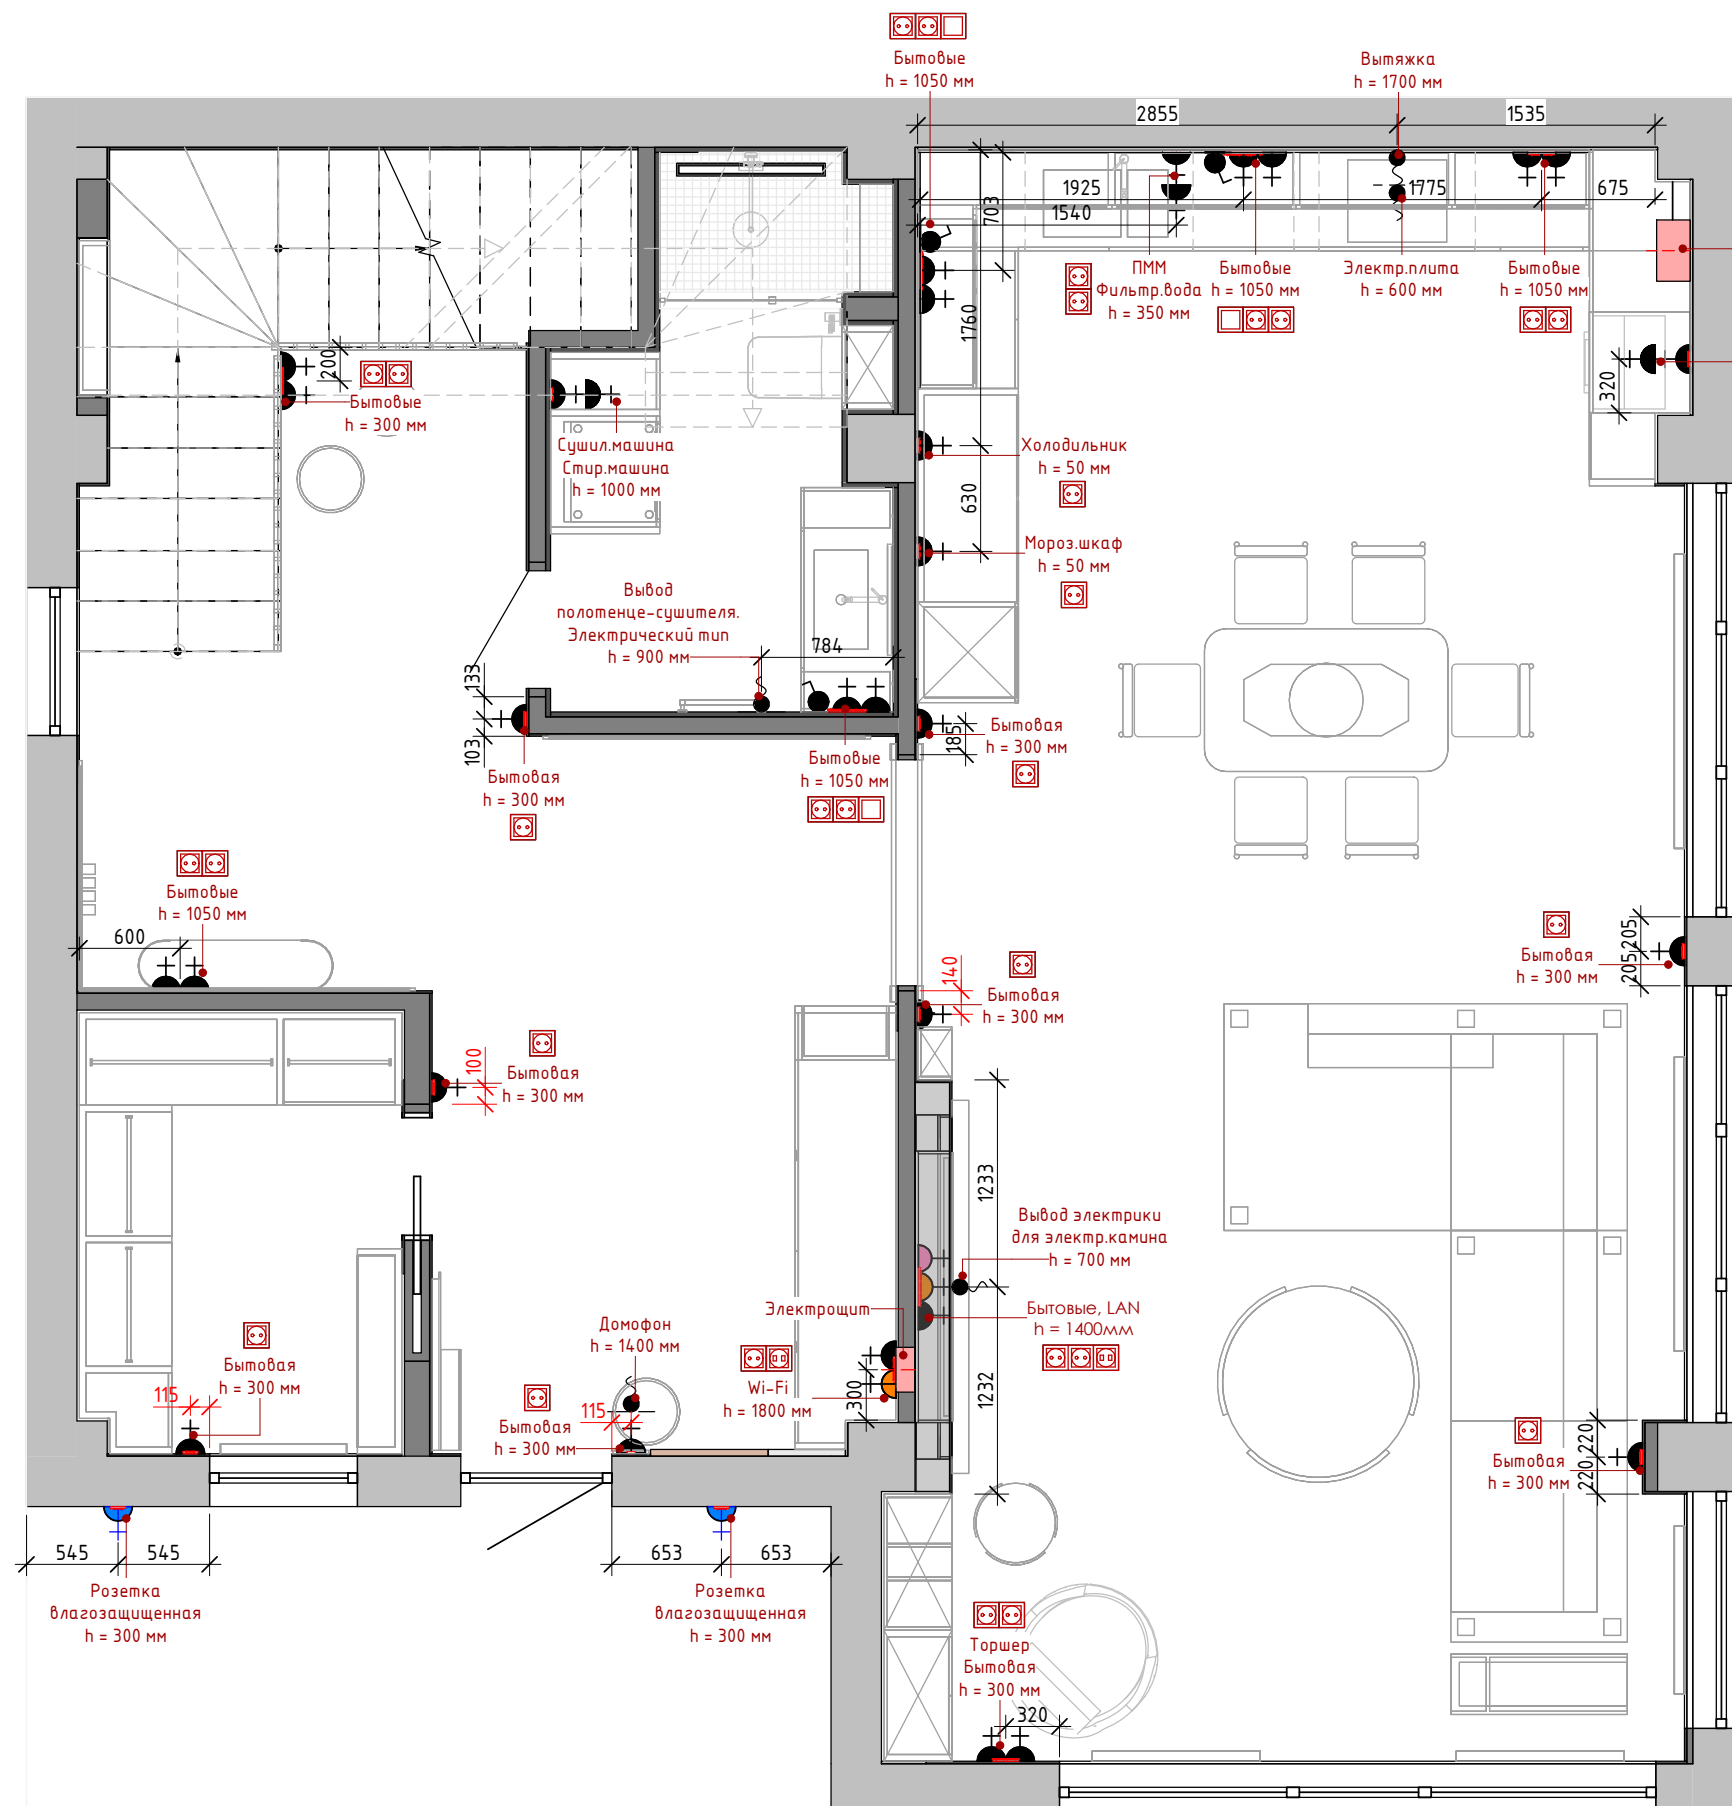 Бытовые
h = 1050 мм
Вытяжка
h = 1700 мм
2855
1535
1925
1775
675
703
1540
ПММ
Фильтр.вода
h = 350 мм
Бытовые
h = 1050 мм
Электр.плита
h = 600 мм
Бытовые
h = 1050 мм
1760
320
200
Бытовые
h = 300 мм
Сушил.машина
Стир.машина
h = 1000 мм
Холодильник
h = 50 мм
630
Мороз.шкаф
h = 50 мм
Вывод
полотенце-сушителя.
Электрический тип
h = 900 мм
784
133
103
Бытовая
h = 300 мм
Бытовые
h = 1050 мм
185
Бытовая
h = 300 мм
Бытовые
h = 1050 мм
600
140
Бытовая
h = 300 мм
205
205
Бытовая
h = 300 мм
100
Бытовая
h = 300 мм
1233
Вывод электрики
для электр.камина
h = 700 мм
Электрощит
Бытовые, LAN
h = 1400мм
Домофон
h = 1400 мм
Wi-Fi
h = 1800 мм
300
1232
Бытовая
h = 300 мм
115
Бытовая
h = 300 мм
115
220
220
Бытовая
h = 300 мм
545
545
653
653
Розетка
влагозащищенная
h = 300 мм
Розетка
влагозащищенная
h = 300 мм
Торшер
Бытовая
h = 300 мм
320